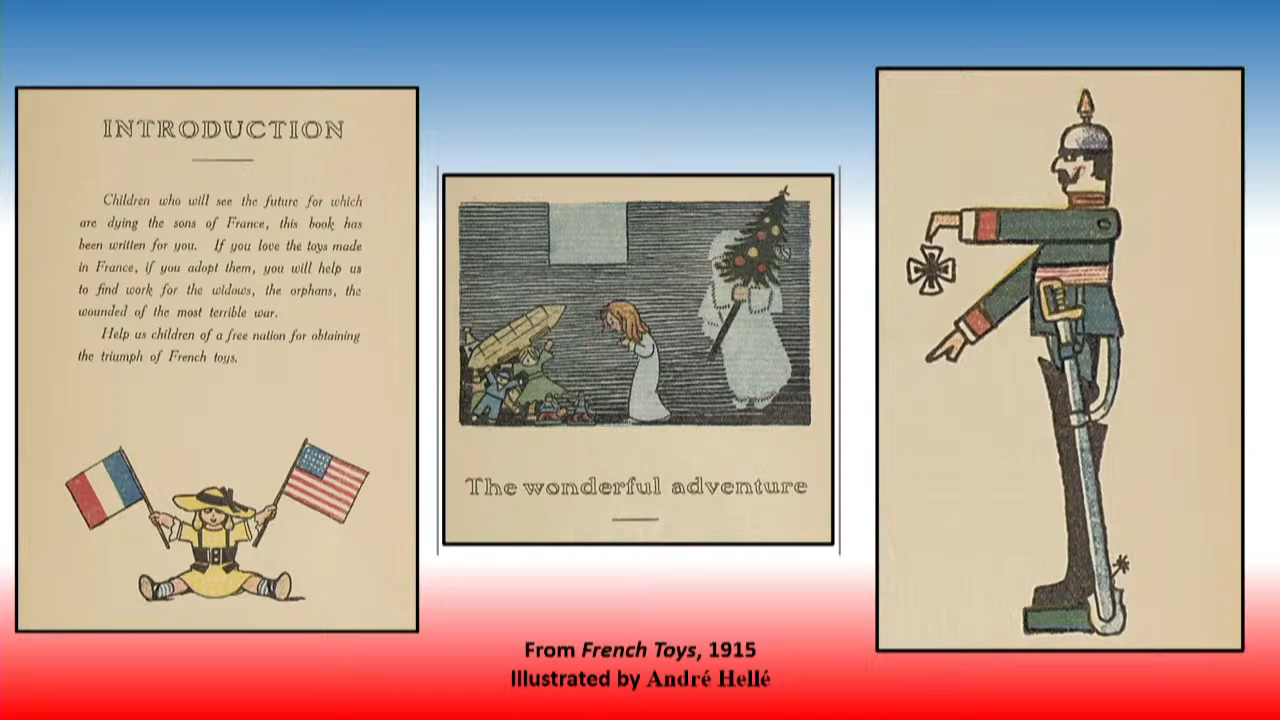 INTRODUCTION
Children who will see the future for which
are dying the sons of France, this book has
been written for you. If you love the toys made
in France, if you adopt them, you will help us
to find work for the widows, the orphans, the
wounded of the most terrible war.
Help us children of a free nation for obtaining
the triumph of French toys.
The wonderful adventure
From French Toys, 1915
Illustrated by André Hellé